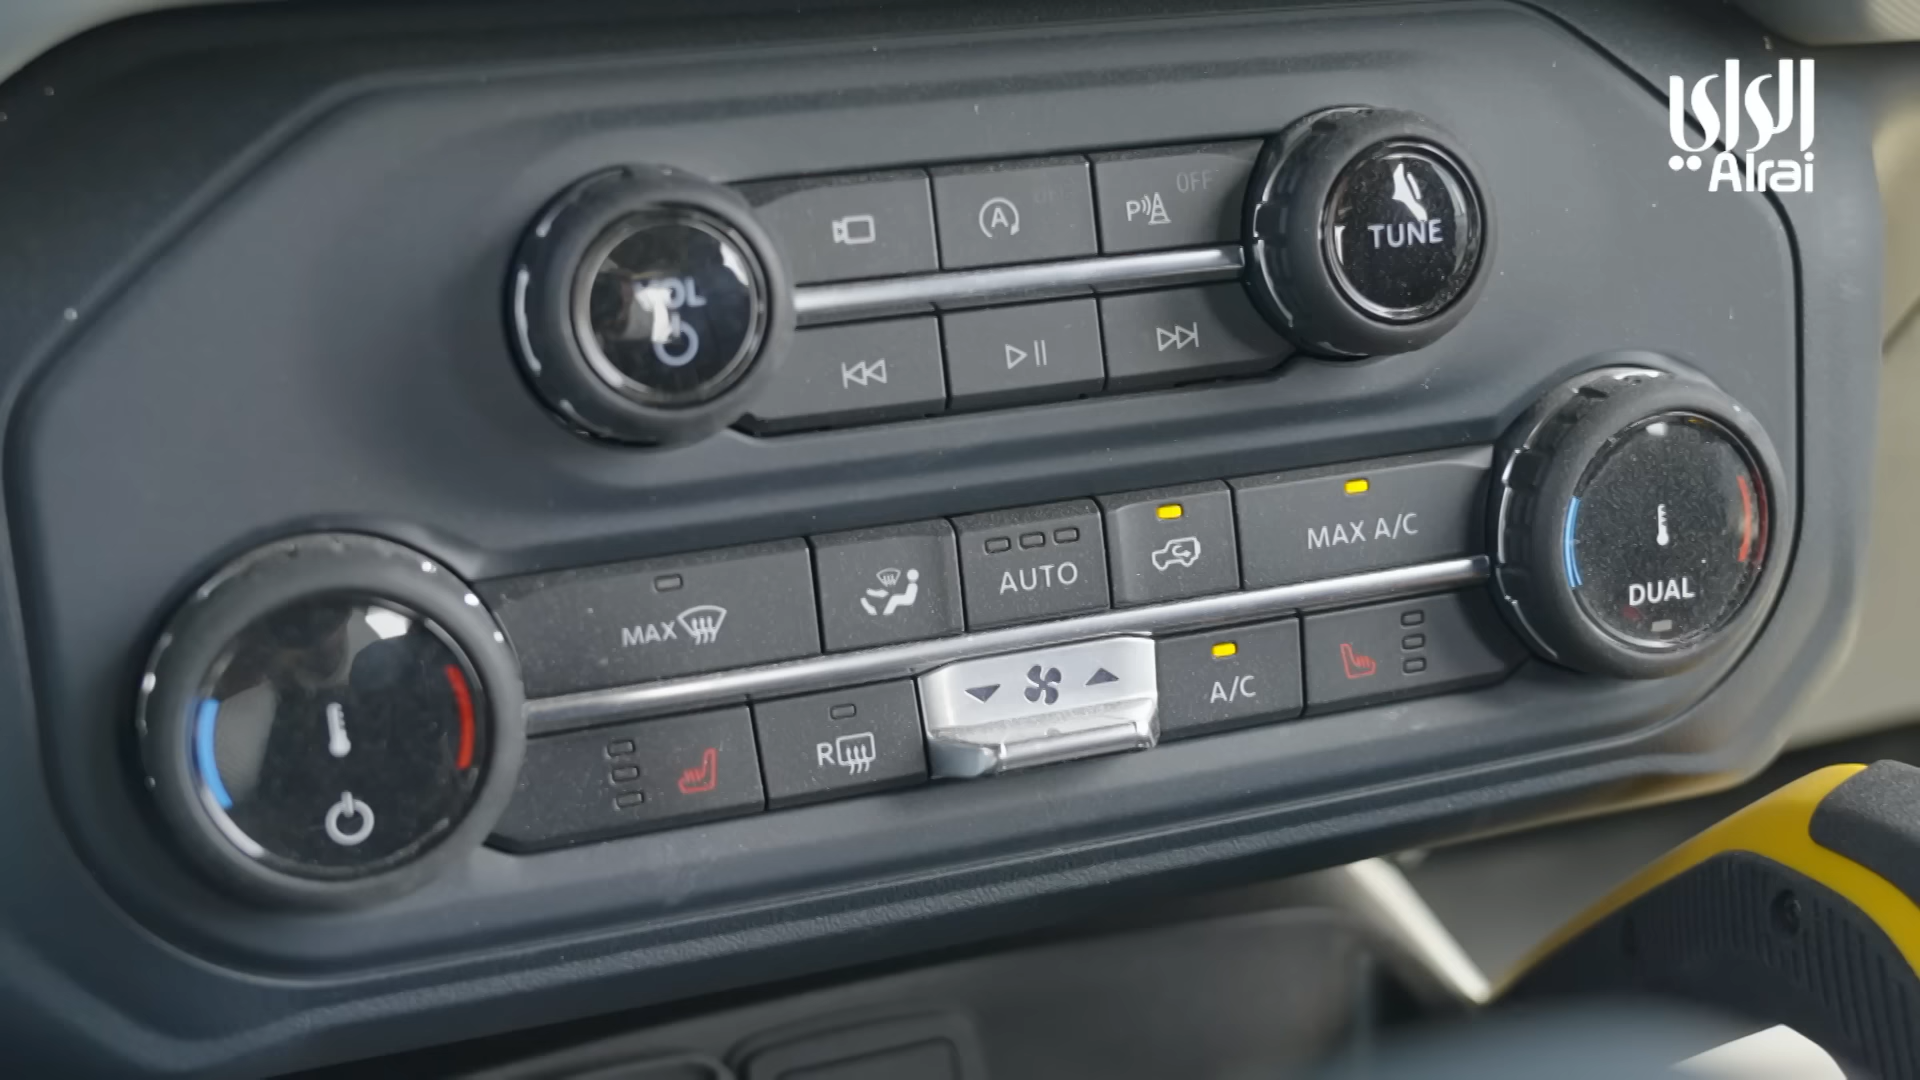 الراي
Alrai
VOL
OFF
P
A
TUNE
MAX
AUTO
MAX A/C
DUAL
R
A/C